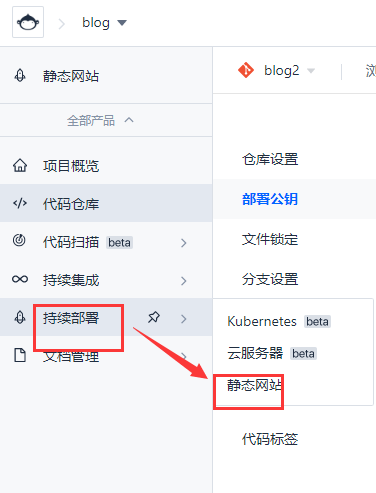 blog
静态网站
全部产品
项目概览
代码仓库
代码扫描 beta
持续集成
持续部署
文档管理
blog2
仓库设置
部署公钥
文件锁定
分支设置
Kubernetes beta
云服务器 beta
静态网站
代码标签